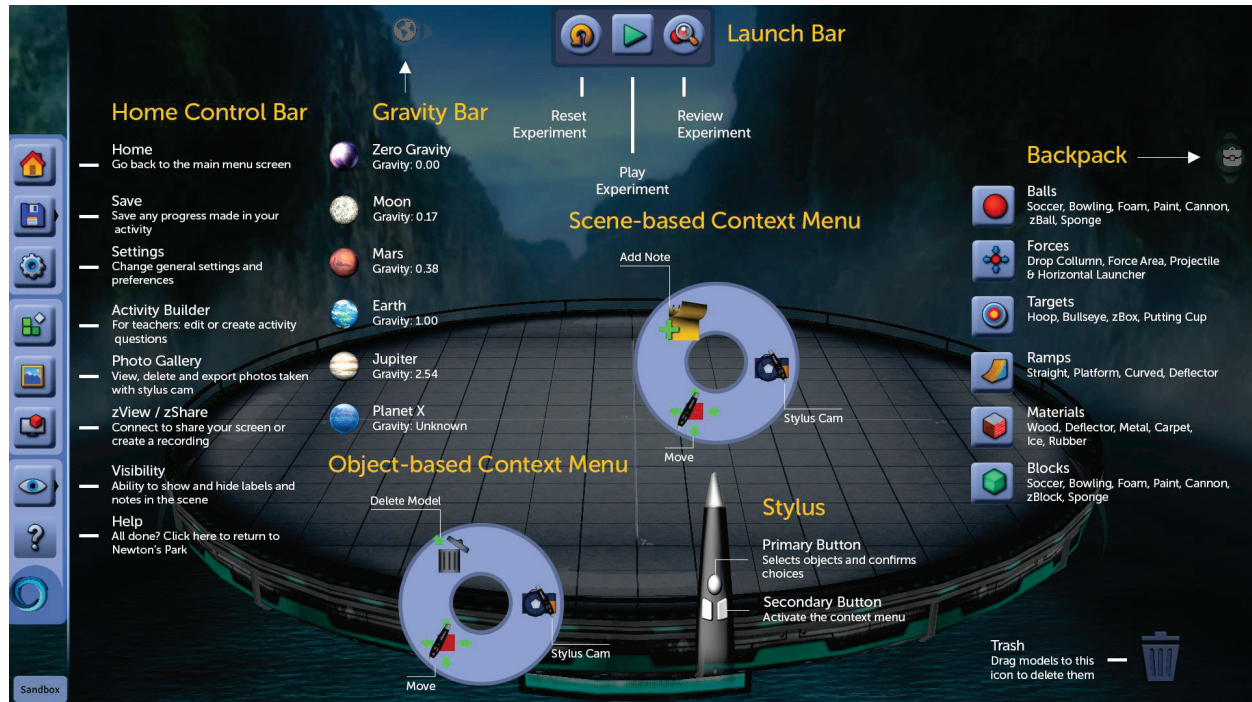 Launch Bar
Reset
Experiment
Play
Experiment
Review
Experiment
Home Control Bar
Home
Go back to the main menu screen
Save
Save any progress made in your
activity
Settings
Change general settings and
preferences
Activity Builder
For teachers: edit or create activity
questions
Photo Gallery
View, delete and export photos taken
with stylus cam
zView / zShare
Connect to share your screen or
create a recording
Visibility
Ability to show and hide labels and
notes in the scene
Help
All done? Click here to return to
Newton's Park
Sandbox
Gravity Bar
Zero Gravity
Gravity: 0.00
Moon
Gravity: 0.17
Mars
Gravity: 0.38
Earth
Gravity: 1.00
Jupiter
Gravity: 2.54
Planet X
Gravity: Unknown
Scene-based Context Menu
Add Note
Stylus Cam
Move
Object-based Context Menu
Delete Model
Stylus Cam
Move
Stylus
Primary Button
Selects objects and confirms
choices
Secondary Button
Activate the context menu
Backpack
Balls
Soccer, Bowling, Foam, Paint, Cannon,
zBall, Sponge
Forces
Drop Collumn, Force Area, Projectile
& Horizontal Launcher
Targets
Hoop, Bullseye, zBox, Putting Cup
Ramps
Straight, Platform, Curved, Deflector
Materials
Wood, Deflector, Metal, Carpet,
Ice, Rubber
Blocks
Soccer, Bowling, Foam, Paint, Cannon,
zBlock, Sponge
Trash
Drag models to this
icon to delete them